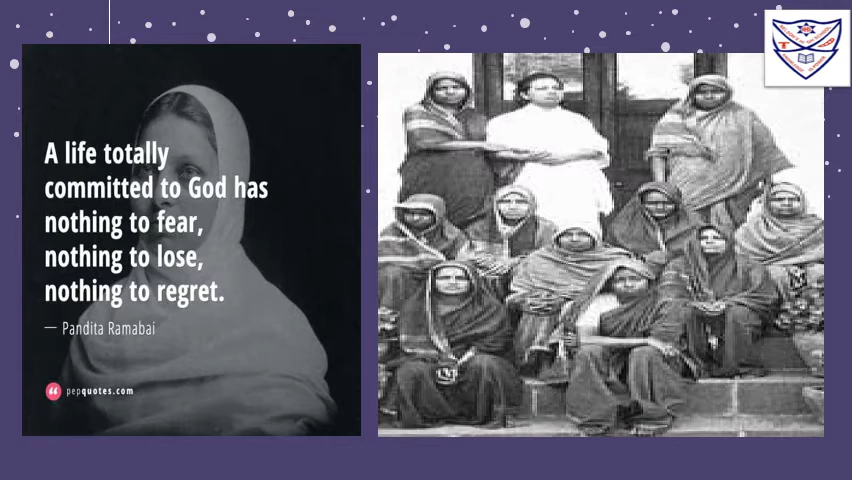 A life totally
committed to God has
nothing to fear,
nothing to lose,
nothing to regret.
— Pandita Ramabai
pepquotes.com